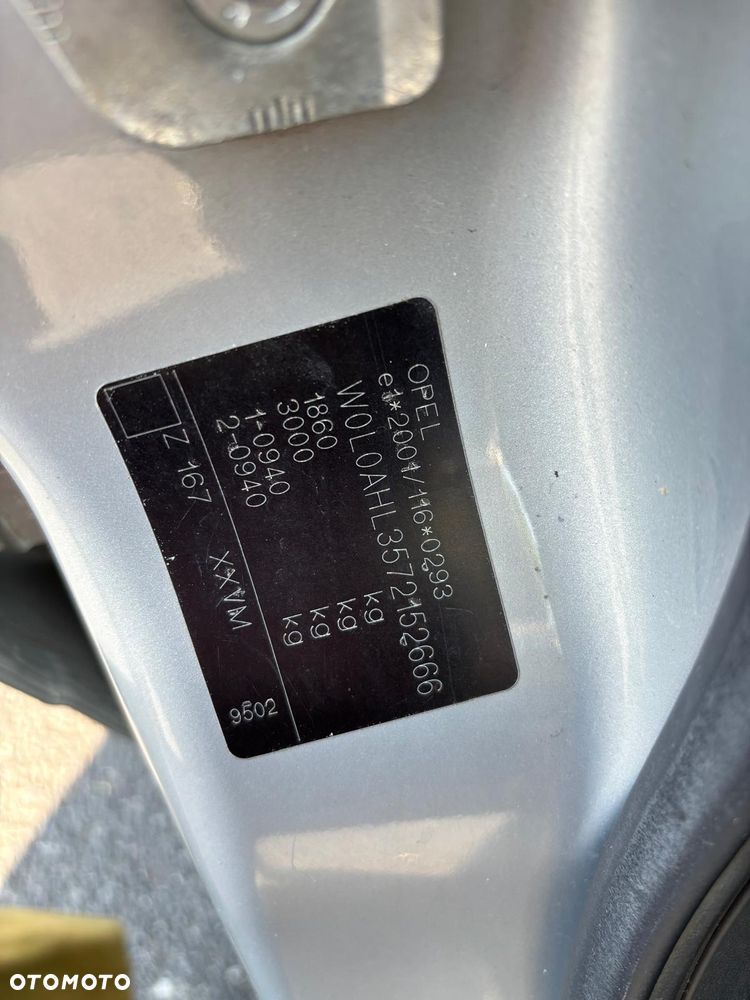 OPEL
e1*2001/116*0293
W0L0AHL3572152666
1860 kg
3000 kg
1-0940 kg
2-0940 kg
Z 167 XXVM
9502
OTOMOTO